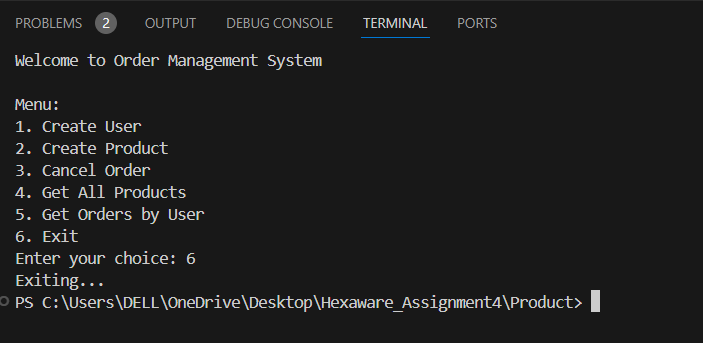 PROBLEMS 2 OUTPUT DEBUG CONSOLE TERMINAL PORTS
Welcome to Order Management System
Menu:
1. Create User
2. Create Product
3. Cancel Order
4. Get All Products
5. Get Orders by User
6. Exit
Enter your choice: 6
Exiting...
PS C:\Users\DELL\OneDrive\Desktop\Hexaware_Assignment4\Product>